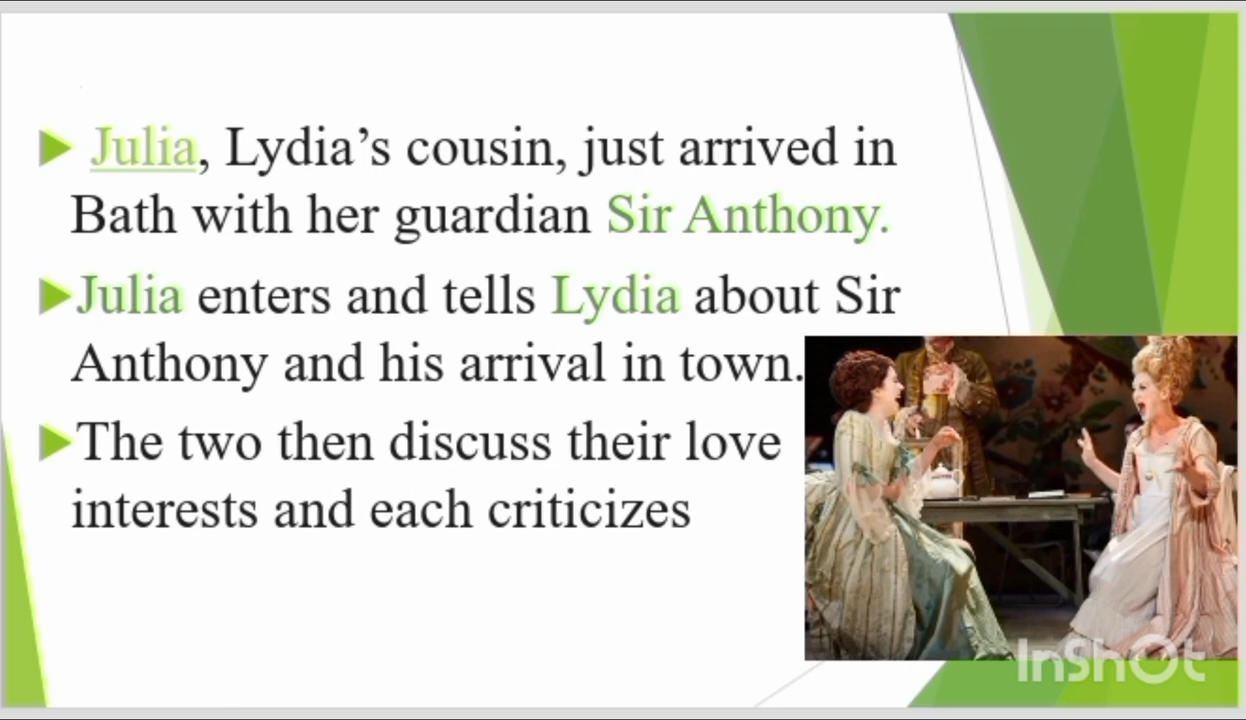 Julia, Lydia’s cousin, just arrived in
Bath with her guardian Sir Anthony.
Julia enters and tells Lydia about Sir
Anthony and his arrival in town.
The two then discuss their love
interests and each criticizes
InShOt